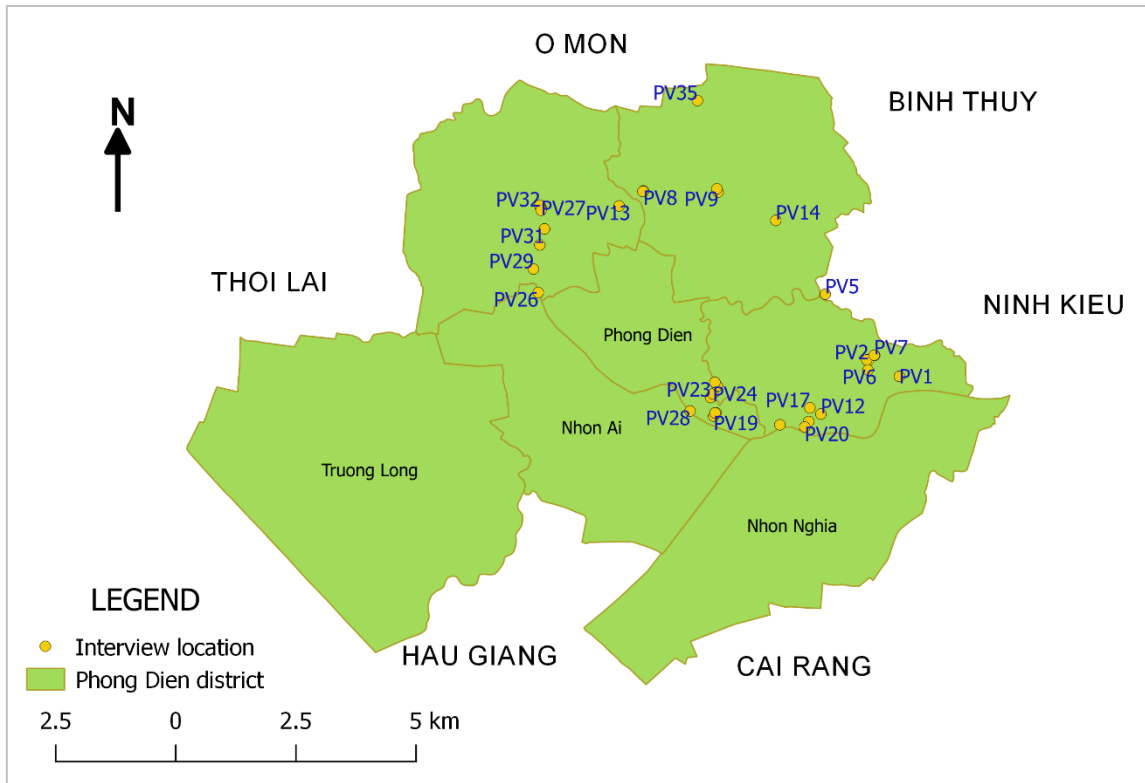 O MON
BINH THUY
N
PV35
PV8
PV9
PV32
PV27
PV13
PV14
PV31
PV29
PV26
THOI LAI
PV5
NINH KIEU
Phong Dien
PV2
PV7
PV6
PV1
PV23
PV24
PV17
PV12
PV28
PV19
PV20
Nhon Ai
Truong Long
Nhon Nghia
LEGEND
Interview location
Phong Dien district
HAU GIANG
CAI RANG
2.5
0
2.5
5 km